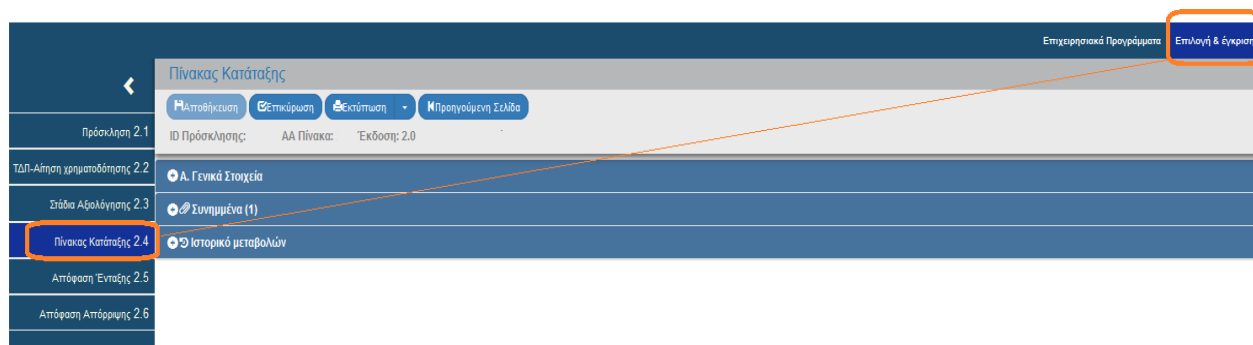 Επιχειρησιακά Προγράμματα Επιλογή & έγκριση
Πίνακας Κατάταξης
Αποθήκευση Επικύρωση Εκτύπωση Προηγούμενη Σελίδα
ID Πρόσκλησης: ΑΑ Πίνακα: Έκδοση: 2.0
Πρόσκληση 2.1
ΤΔΠ-Αίτηση χρηματοδότησης 2.2
Στάδια Αξιολόγησης 2.3
Πίνακας Κατάταξης 2.4
Απόφαση Ένταξης 2.5
Απόφαση Απόρριψης 2.6
Α. Γενικά Στοιχεία
Συνημμένα (1)
Ιστορικό μεταβολών